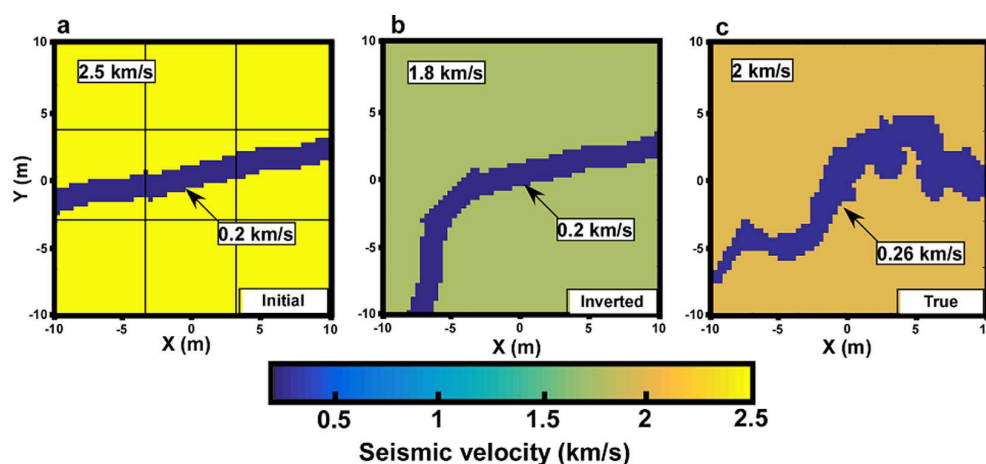 a
b
c
10
5
0
-5
-10
Y (m)
2.5 km/s
0.2 km/s
Initial
-10 -5 0 5 10
X (m)
10
5
0
-5
-10
1.8 km/s
0.2 km/s
Inverted
-10 -5 0 5 10
X (m)
10
5
0
-5
-10
2 km/s
0.26 km/s
True
-10 -5 0 5 1
X (m)
0.5 1 1.5 2 2.5
Seismic velocity (km/s)